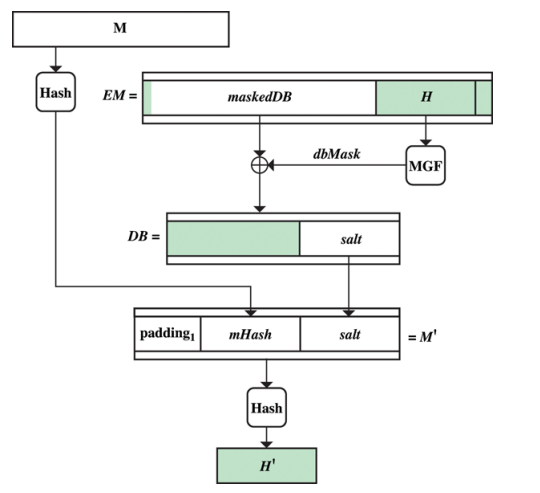 M
Hash
EM = maskedDB H
dbMask
MGF
DB = salt
padding₁ mHash salt = M'
Hash
H'